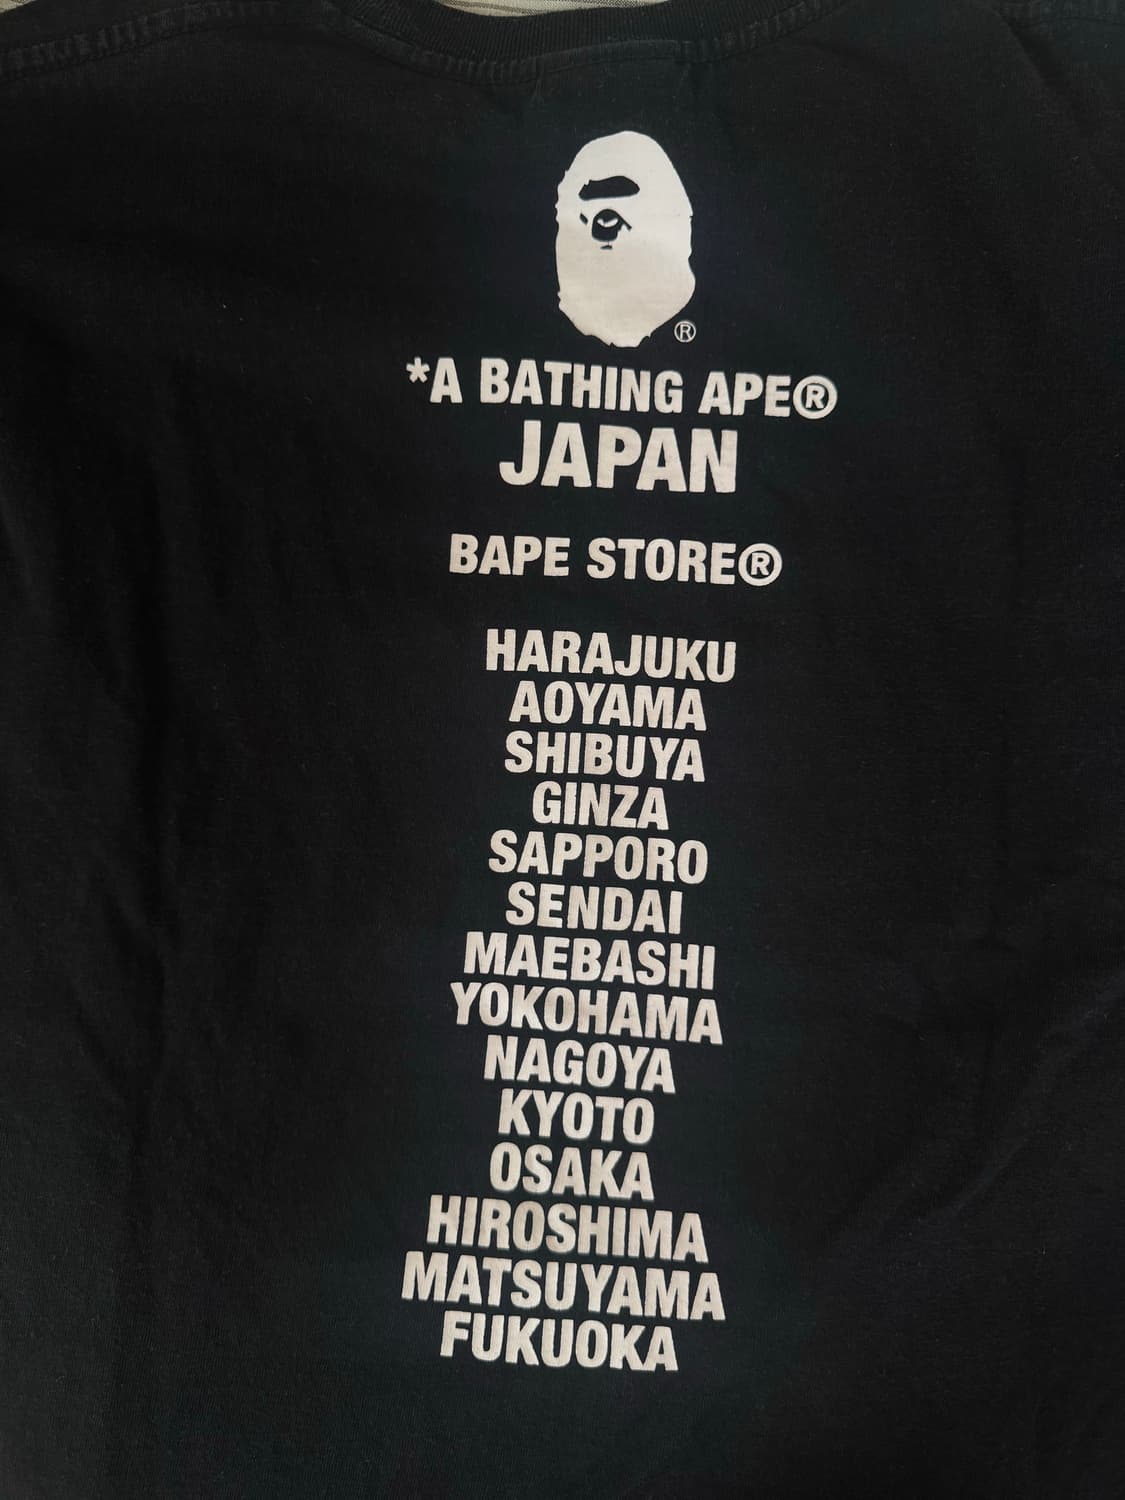 ®
*A BATHING APE®
JAPAN
BAPE STORE®
HARAJUKU
AOYAMA
SHIBUYA
GINZA
SAPPORO
SENDAI
MAEBASHI
YOKOHAMA
NAGOYA
KYOTO
OSAKA
HIROSHIMA
MATSUYAMA
FUKUOKA